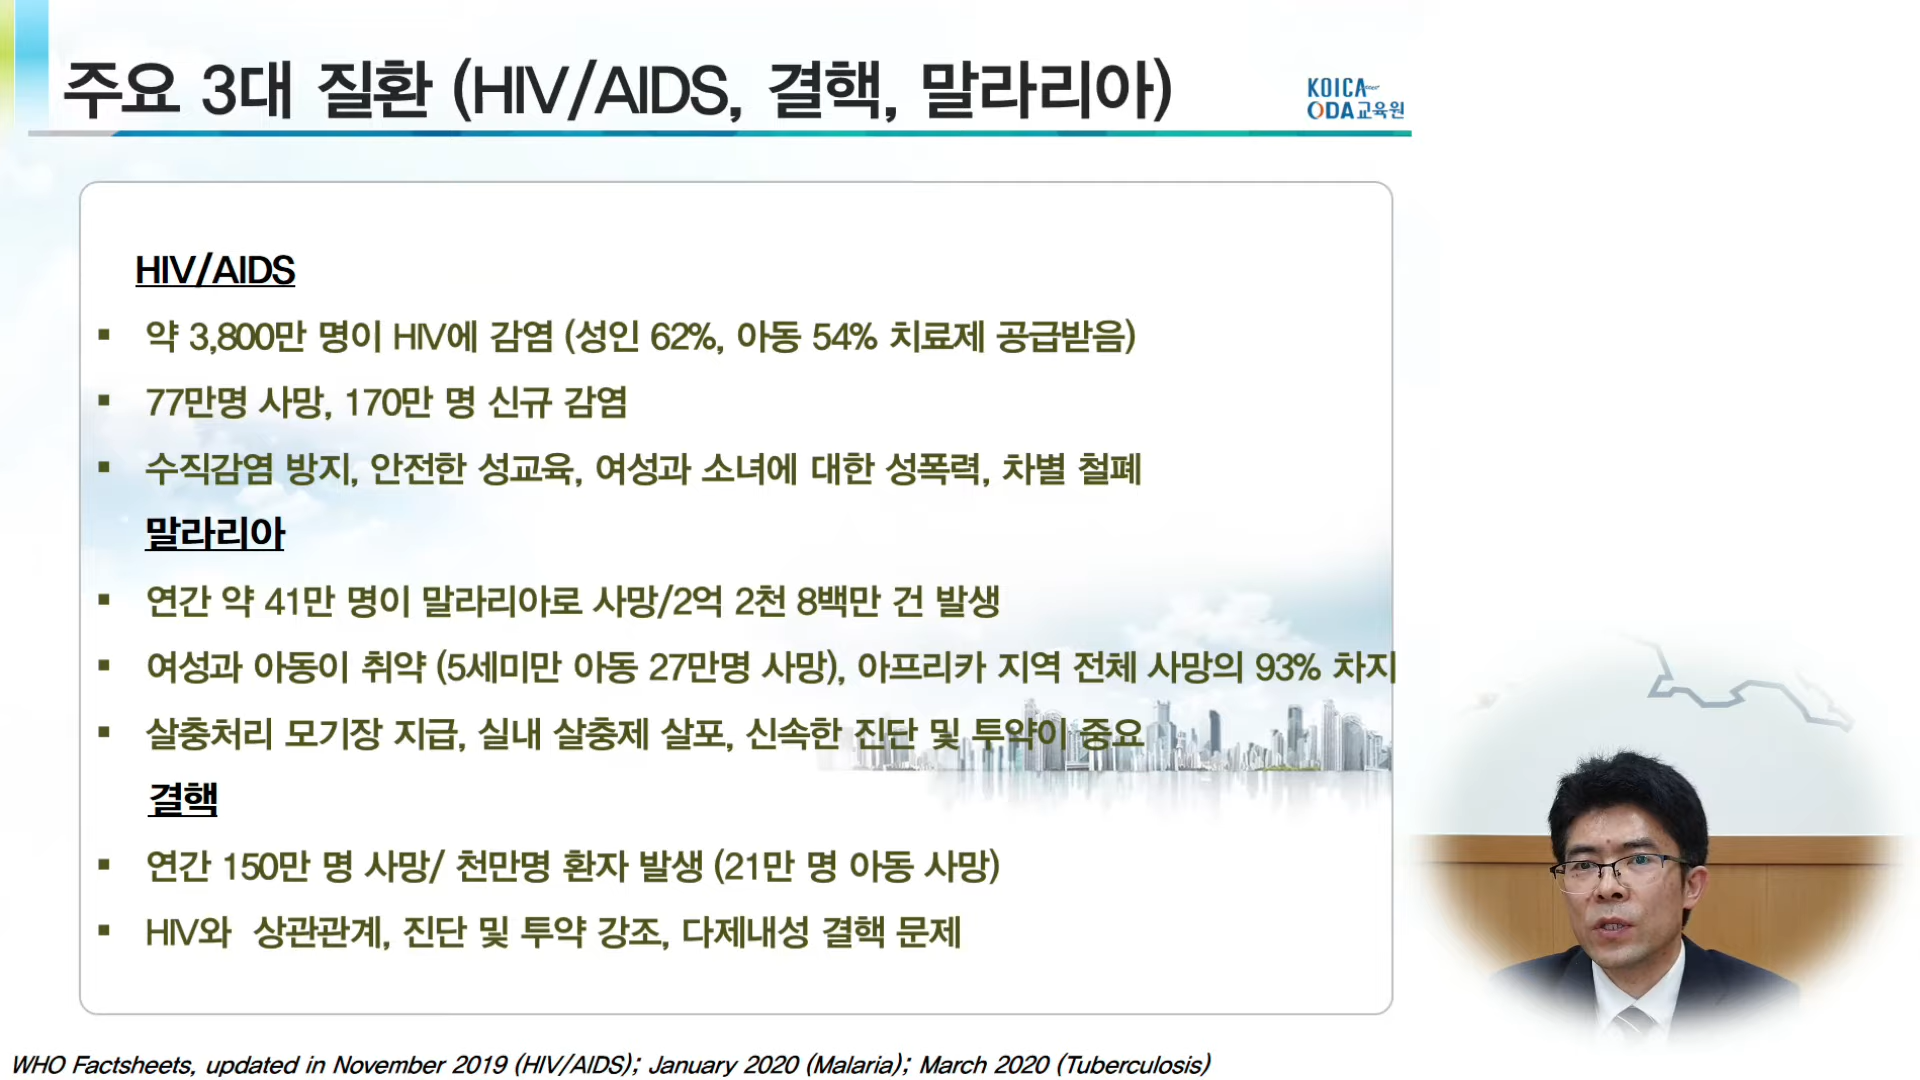 주요 3대 질환 (HIV/AIDS, 결핵, 말라리아)
KOICA
ODA교육원
HIV/AIDS
▪ 약 3,800만 명이 HIV에 감염 (성인 62%, 아동 54% 치료제 공급받음)
▪ 77만명 사망, 170만 명 신규 감염
▪ 수직감염 방지, 안전한 성교육, 여성과 소녀에 대한 성폭력, 차별 철폐
말라리아
▪ 연간 약 41만 명이 말라리아로 사망/2억 2천 8백만 건 발생
▪ 여성과 아동이 취약 (5세미만 아동 27만명 사망), 아프리카 지역 전체 사망의 93% 차지
▪ 살충처리 모기장 지급, 실내 살충제 살포, 신속한 진단 및 투약이 중요
결핵
▪ 연간 150만 명 사망/ 천만명 환자 발생 (21만 명 아동 사망)
▪ HIV와 상관관계, 진단 및 투약 강조, 다제내성 결핵 문제
WHO Factsheets, updated in November 2019 (HIV/AIDS); January 2020 (Malaria); March 2020 (Tuberculosis)